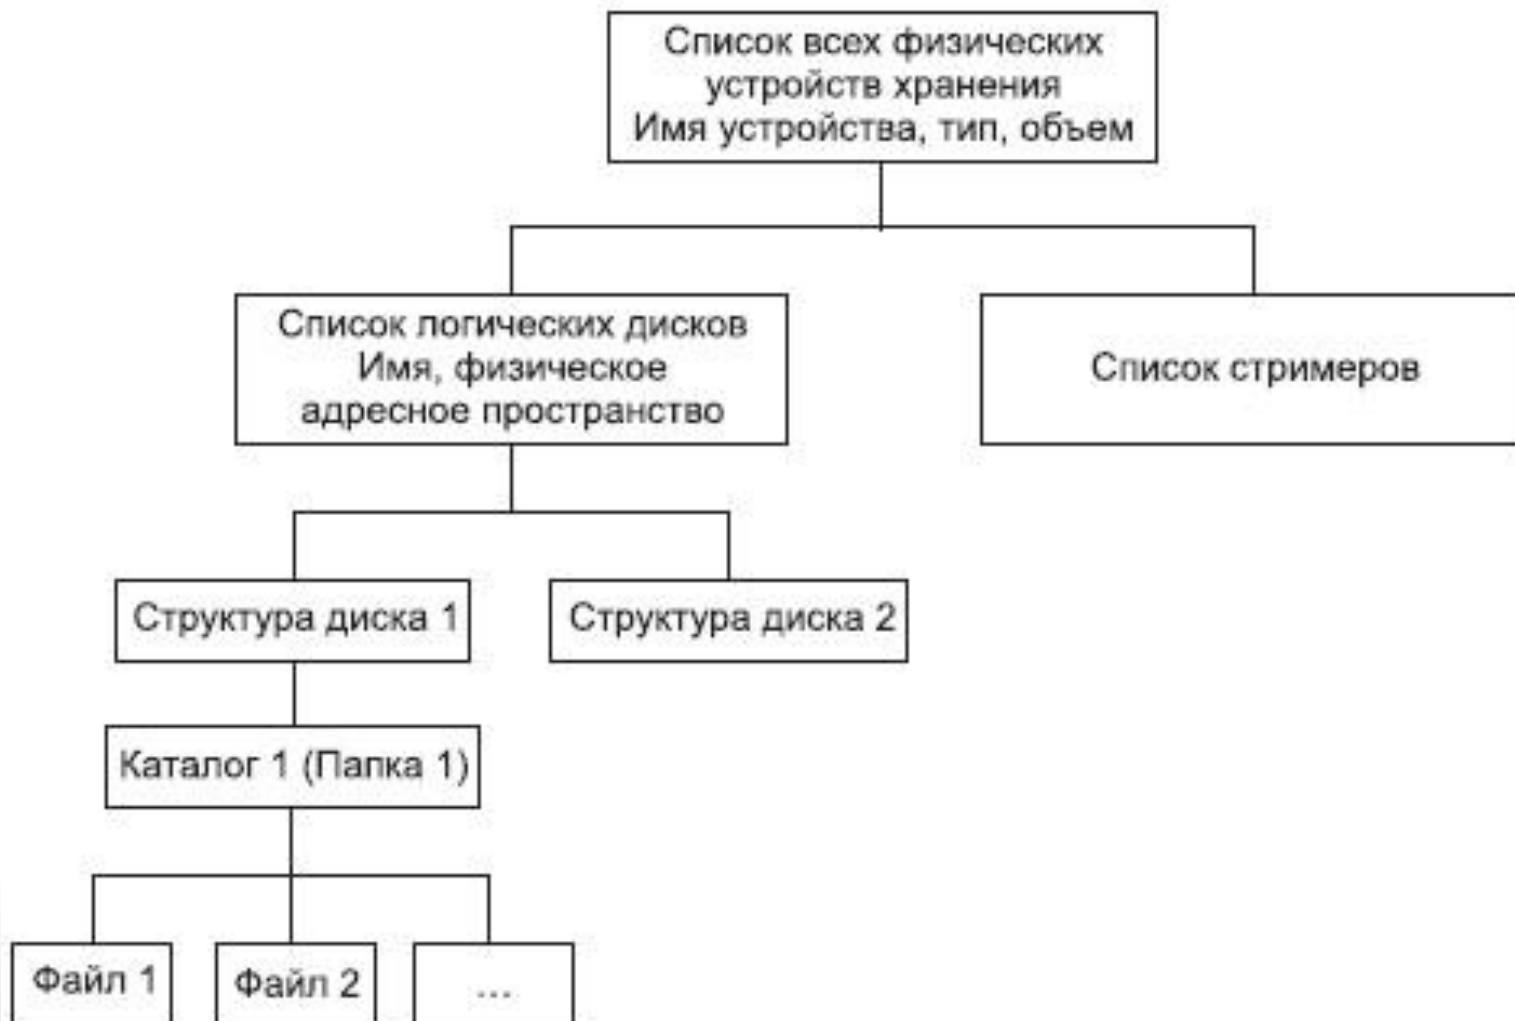 Список всех физических
устройств хранения
Имя устройства, тип, объем
Список логических дисков
Имя, физическое
адресное пространство
Список стримеров
Структура диска 1
Структура диска 2
Каталог 1 (Папка 1)
Файл 1
Файл 2
...